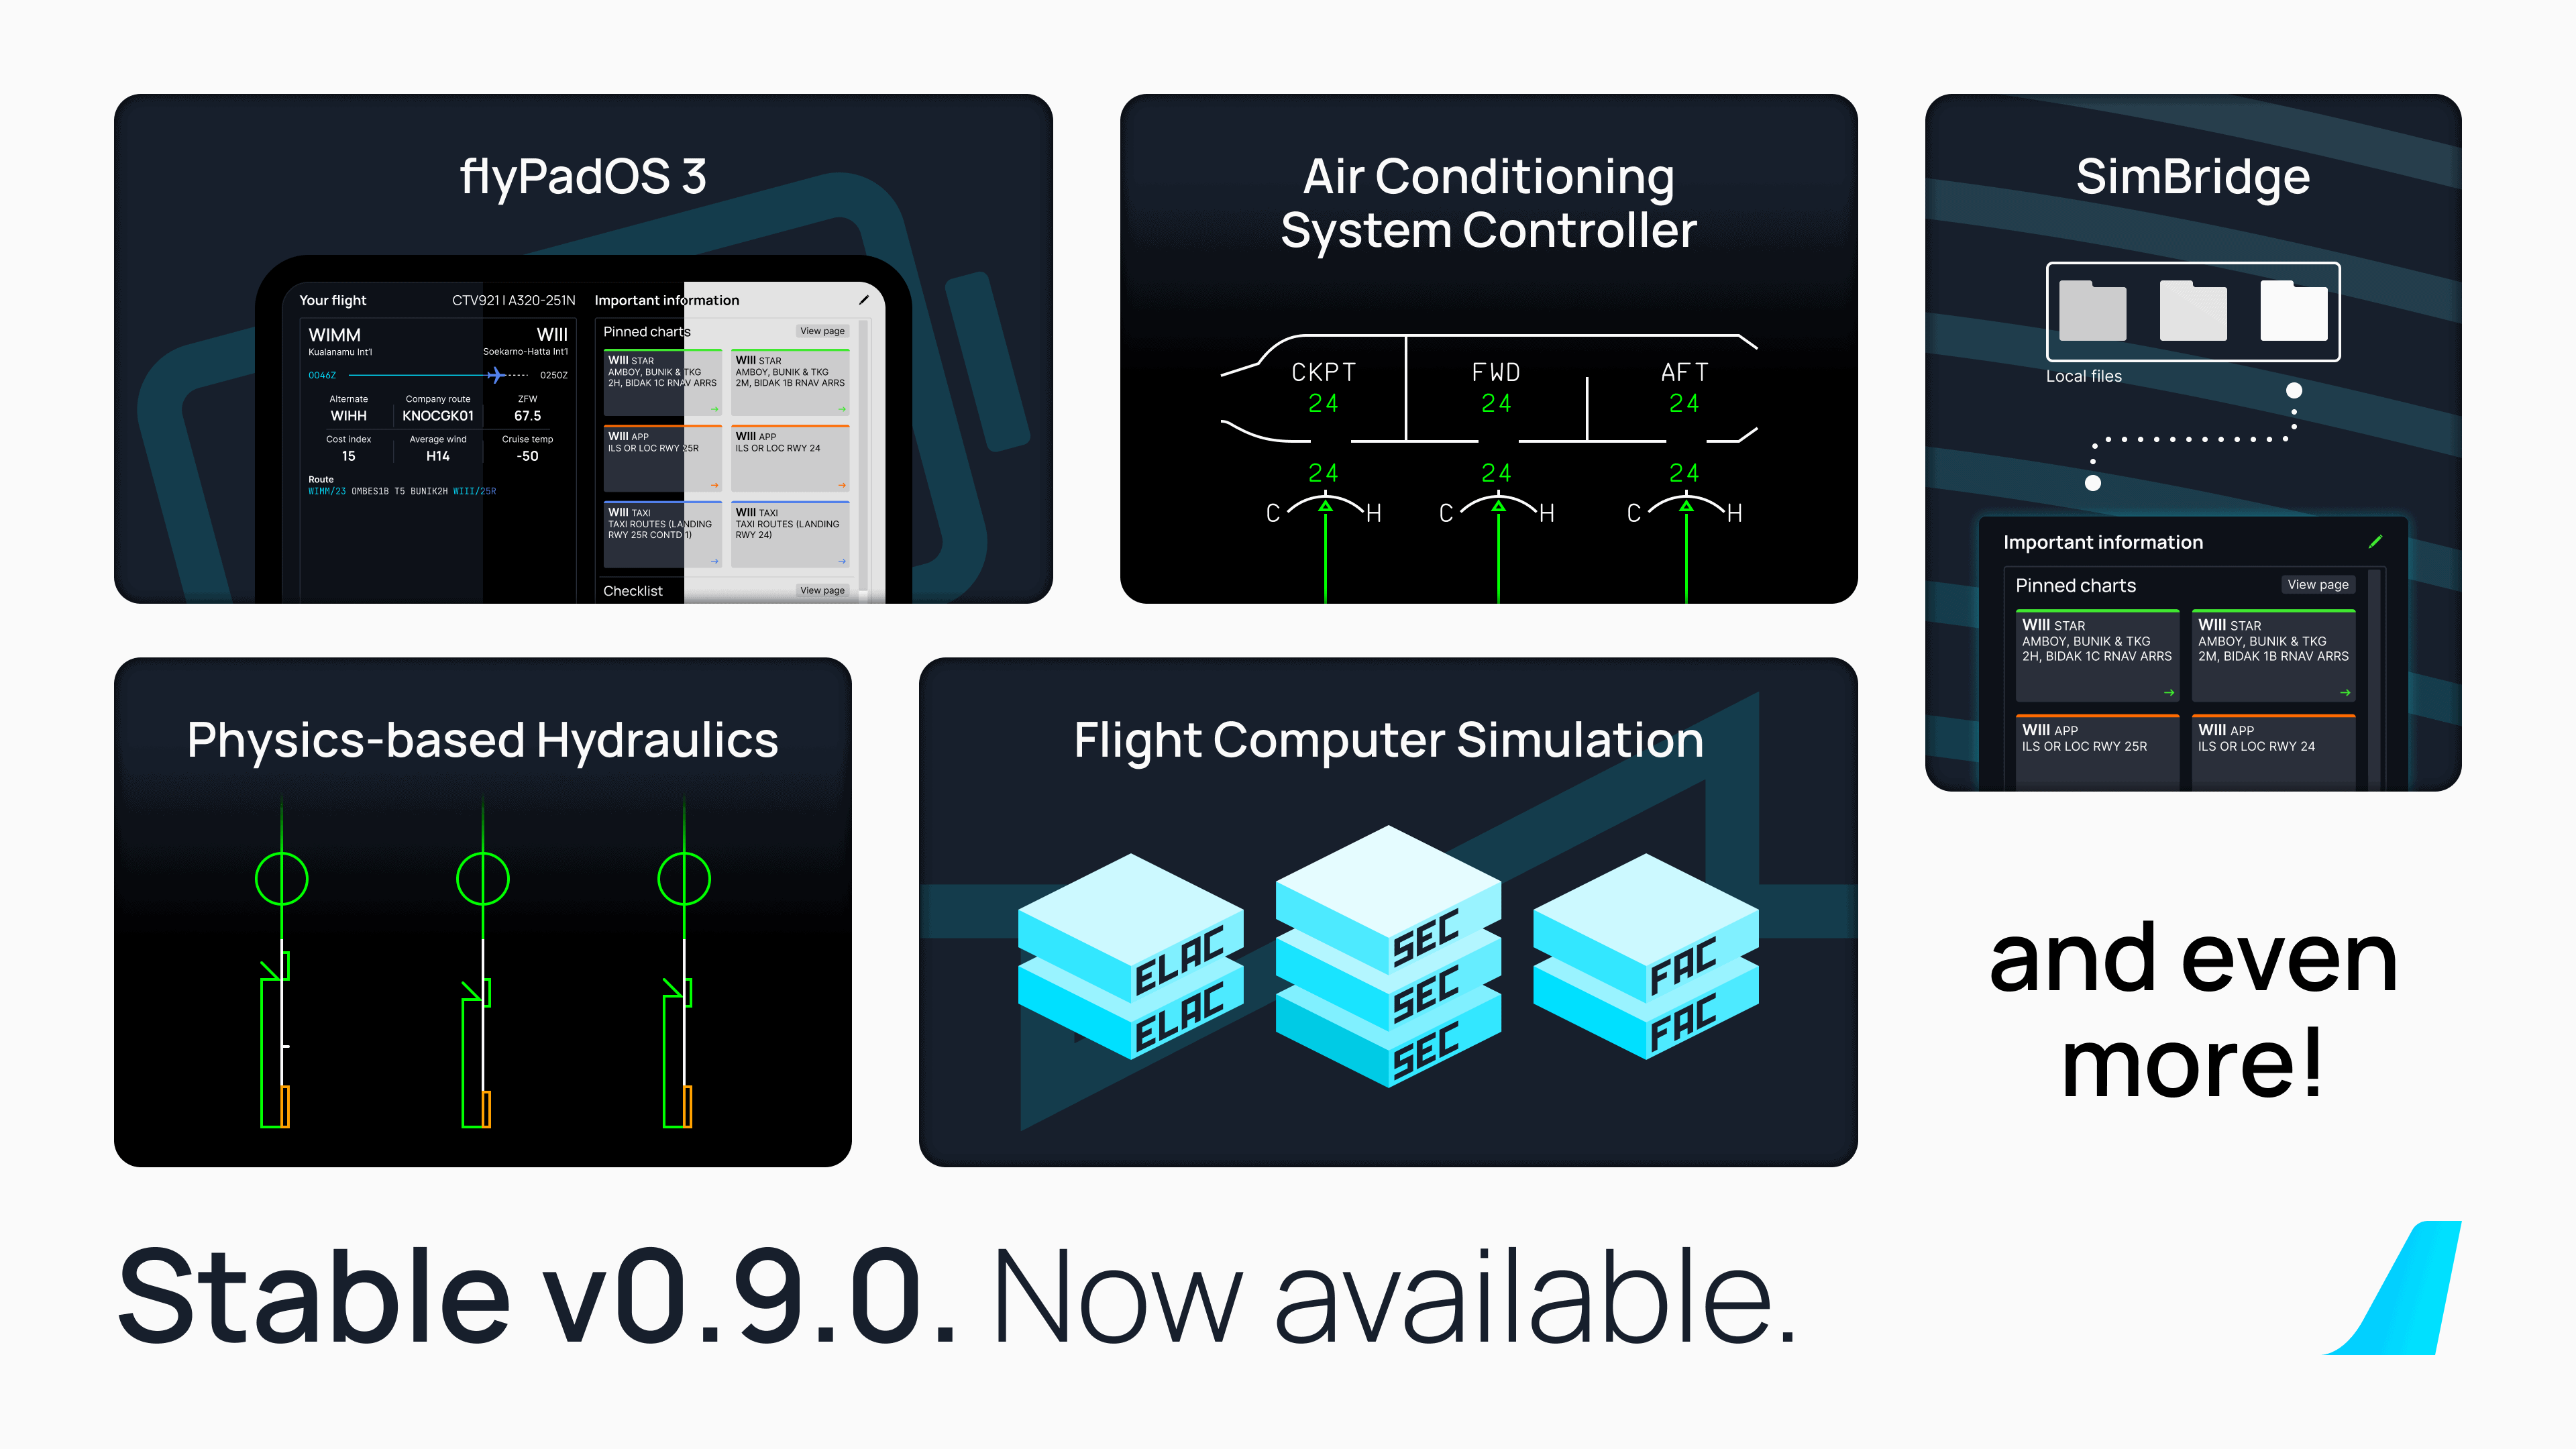 flyPadOS 3
Your flight
CTV921 | A320-251N
WIMM
WIII
Kualanamu Int'l
Soekarno-Hatta Int'l
0046Z
0250Z
Alternate
Company route
ZFW
WIHH
KNOCGK01
67.5
Cost index
Average wind
Cruise temp
15
H14
-50
Route
WIMM/23 OMBES1B T5 BUNIK2H WIII/25R
Important information
Pinned charts
View page
WIII STAR
AMBOY, BUNIK & TKG
2H, BIDAK 1C RNAV ARRS
WIII STAR
AMBOY, BUNIK & TKG
2M, BIDAK 1B RNAV ARRS
WIII APP
ILS OR LOC RWY 25R
WIII APP
ILS OR LOC RWY 24
WIII TAXI
TAXI ROUTES (LANDING
RWY 25R CONTD 1)
WIII TAXI
TAXI ROUTES (LANDING
RWY 24)
Checklist
View page
Air Conditioning
System Controller
CKPT
FWD
AFT
24
24
24
24
24
24
C H
C H
C H
SimBridge
Local files
Important information
Pinned charts
View page
WIII STAR
AMBOY, BUNIK & TKG
2H, BIDAK 1C RNAV ARRS
WIII STAR
AMBOY, BUNIK & TKG
2M, BIDAK 1B RNAV ARRS
WIII APP
ILS OR LOC RWY 25R
WIII APP
ILS OR LOC RWY 24
Physics-based Hydraulics
Flight Computer Simulation
ELAC
ELAC
SEC
SEC
SEC
FAC
FAC
and even
more!
Stable v0.9.0. Now available.